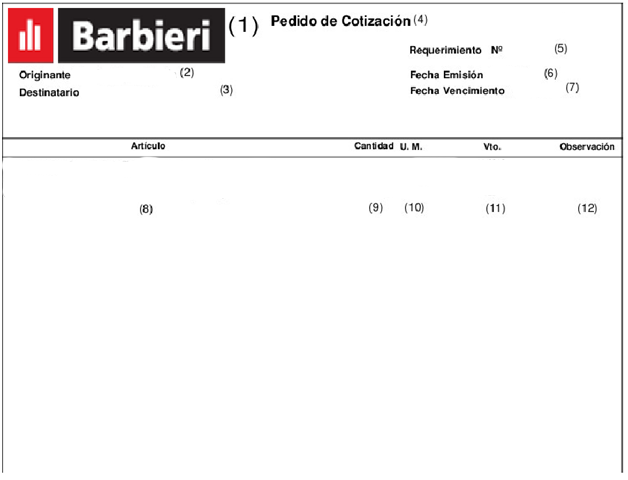 Barbieri (1) Pedido de Cotización (4)
Requerimiento Nº (5)
Originante (2) Fecha Emisión (6)
Destinatario (3) Fecha Vencimiento (7)
Artículo Cantidad U. M. Vto. Observación
(8) (9) (10) (11) (12)